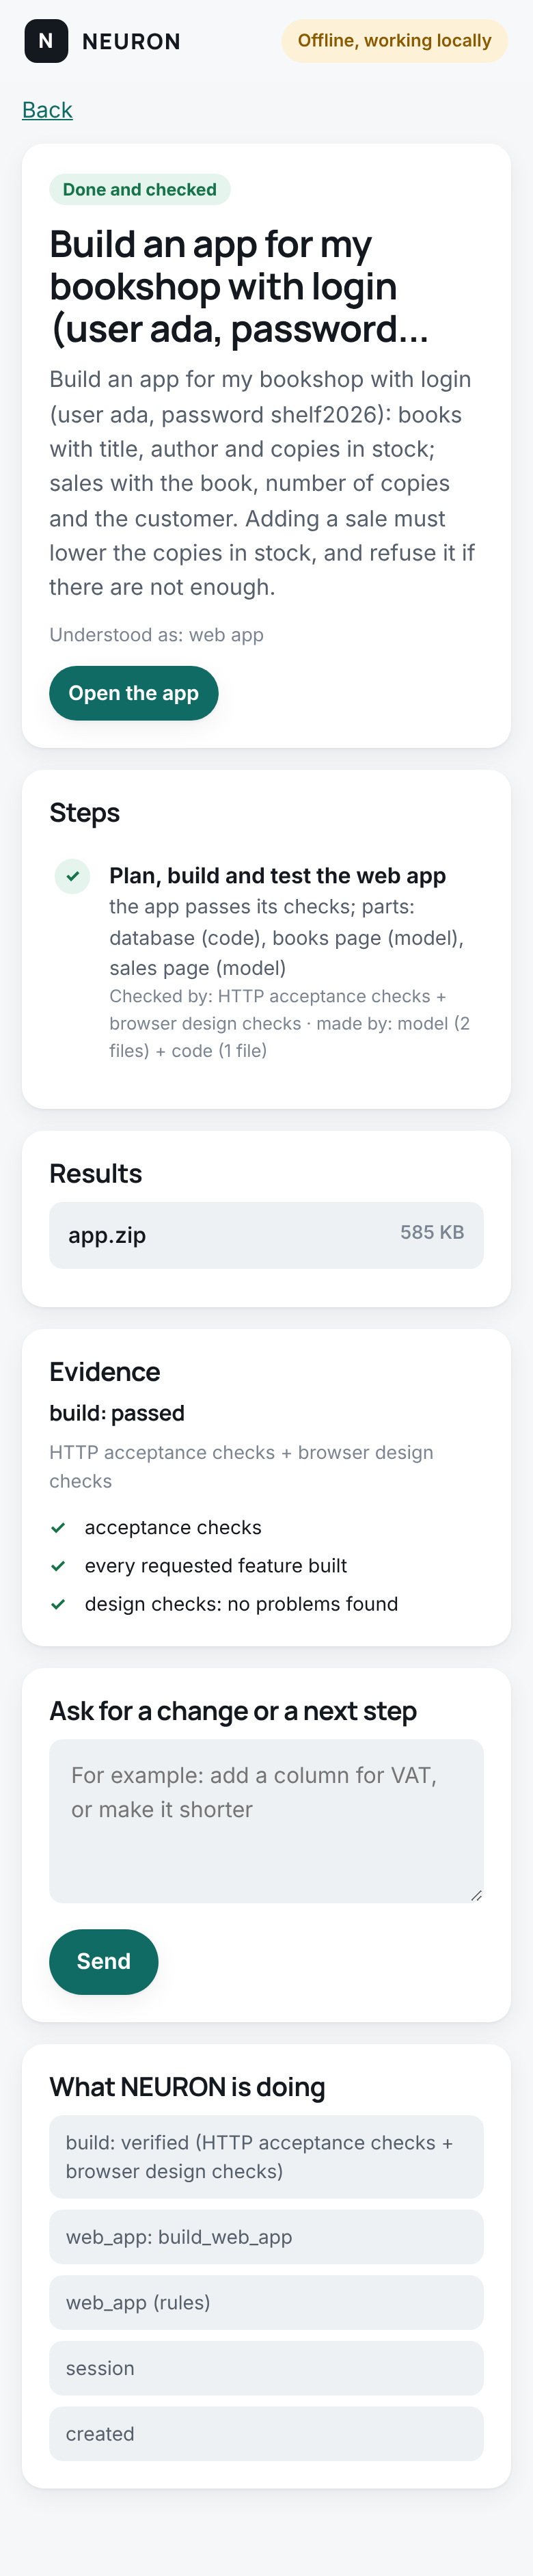 N NEURON
Offline, working locally
Back
Done and checked
Build an app for my
bookshop with login
(user ada, password...
Build an app for my bookshop with login
(user ada, password shelf2026): books
with title, author and copies in stock;
sales with the book, number of copies
and the customer. Adding a sale must
lower the copies in stock, and refuse it if
there are not enough.
Understood as: web app
Open the app
Steps
Plan, build and test the web app
the app passes its checks; parts:
database (code), books page (model),
sales page (model)
Checked by: HTTP acceptance checks +
browser design checks · made by: model (2
files) + code (1 file)
Results
app.zip
585 KB
Evidence
build: passed
HTTP acceptance checks + browser design
checks
✓ acceptance checks
✓ every requested feature built
✓ design checks: no problems found
Ask for a change or a next step
For example: add a column for VAT,
or make it shorter
Send
What NEURON is doing
build: verified (HTTP acceptance checks +
browser design checks)
web_app: build_web_app
web_app (rules)
session
created